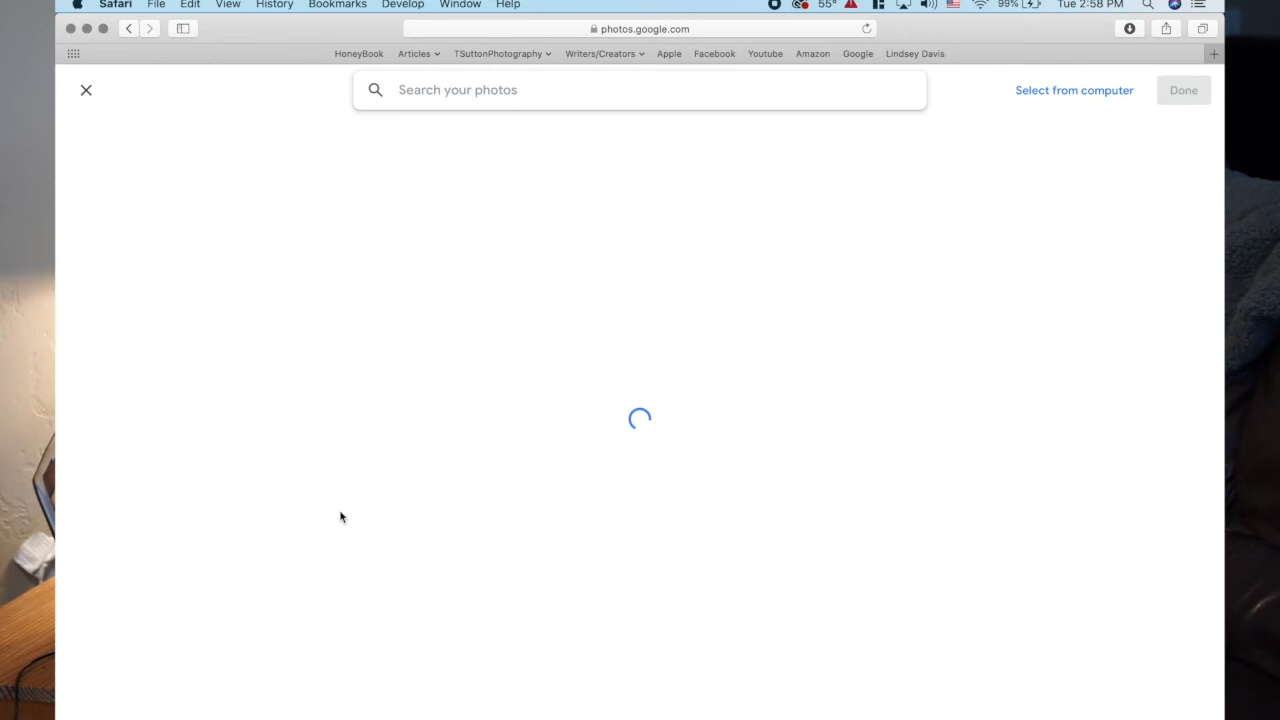 Safari File Edit View History Bookmarks Develop Window Help 55° 99% Tue 2:58 PM
photos.google.com
HoneyBook Articles TSuttonPhotography Writers/Creators Apple Facebook Youtube Amazon Google Lindsey Davis
Search your photos Select from computer Done